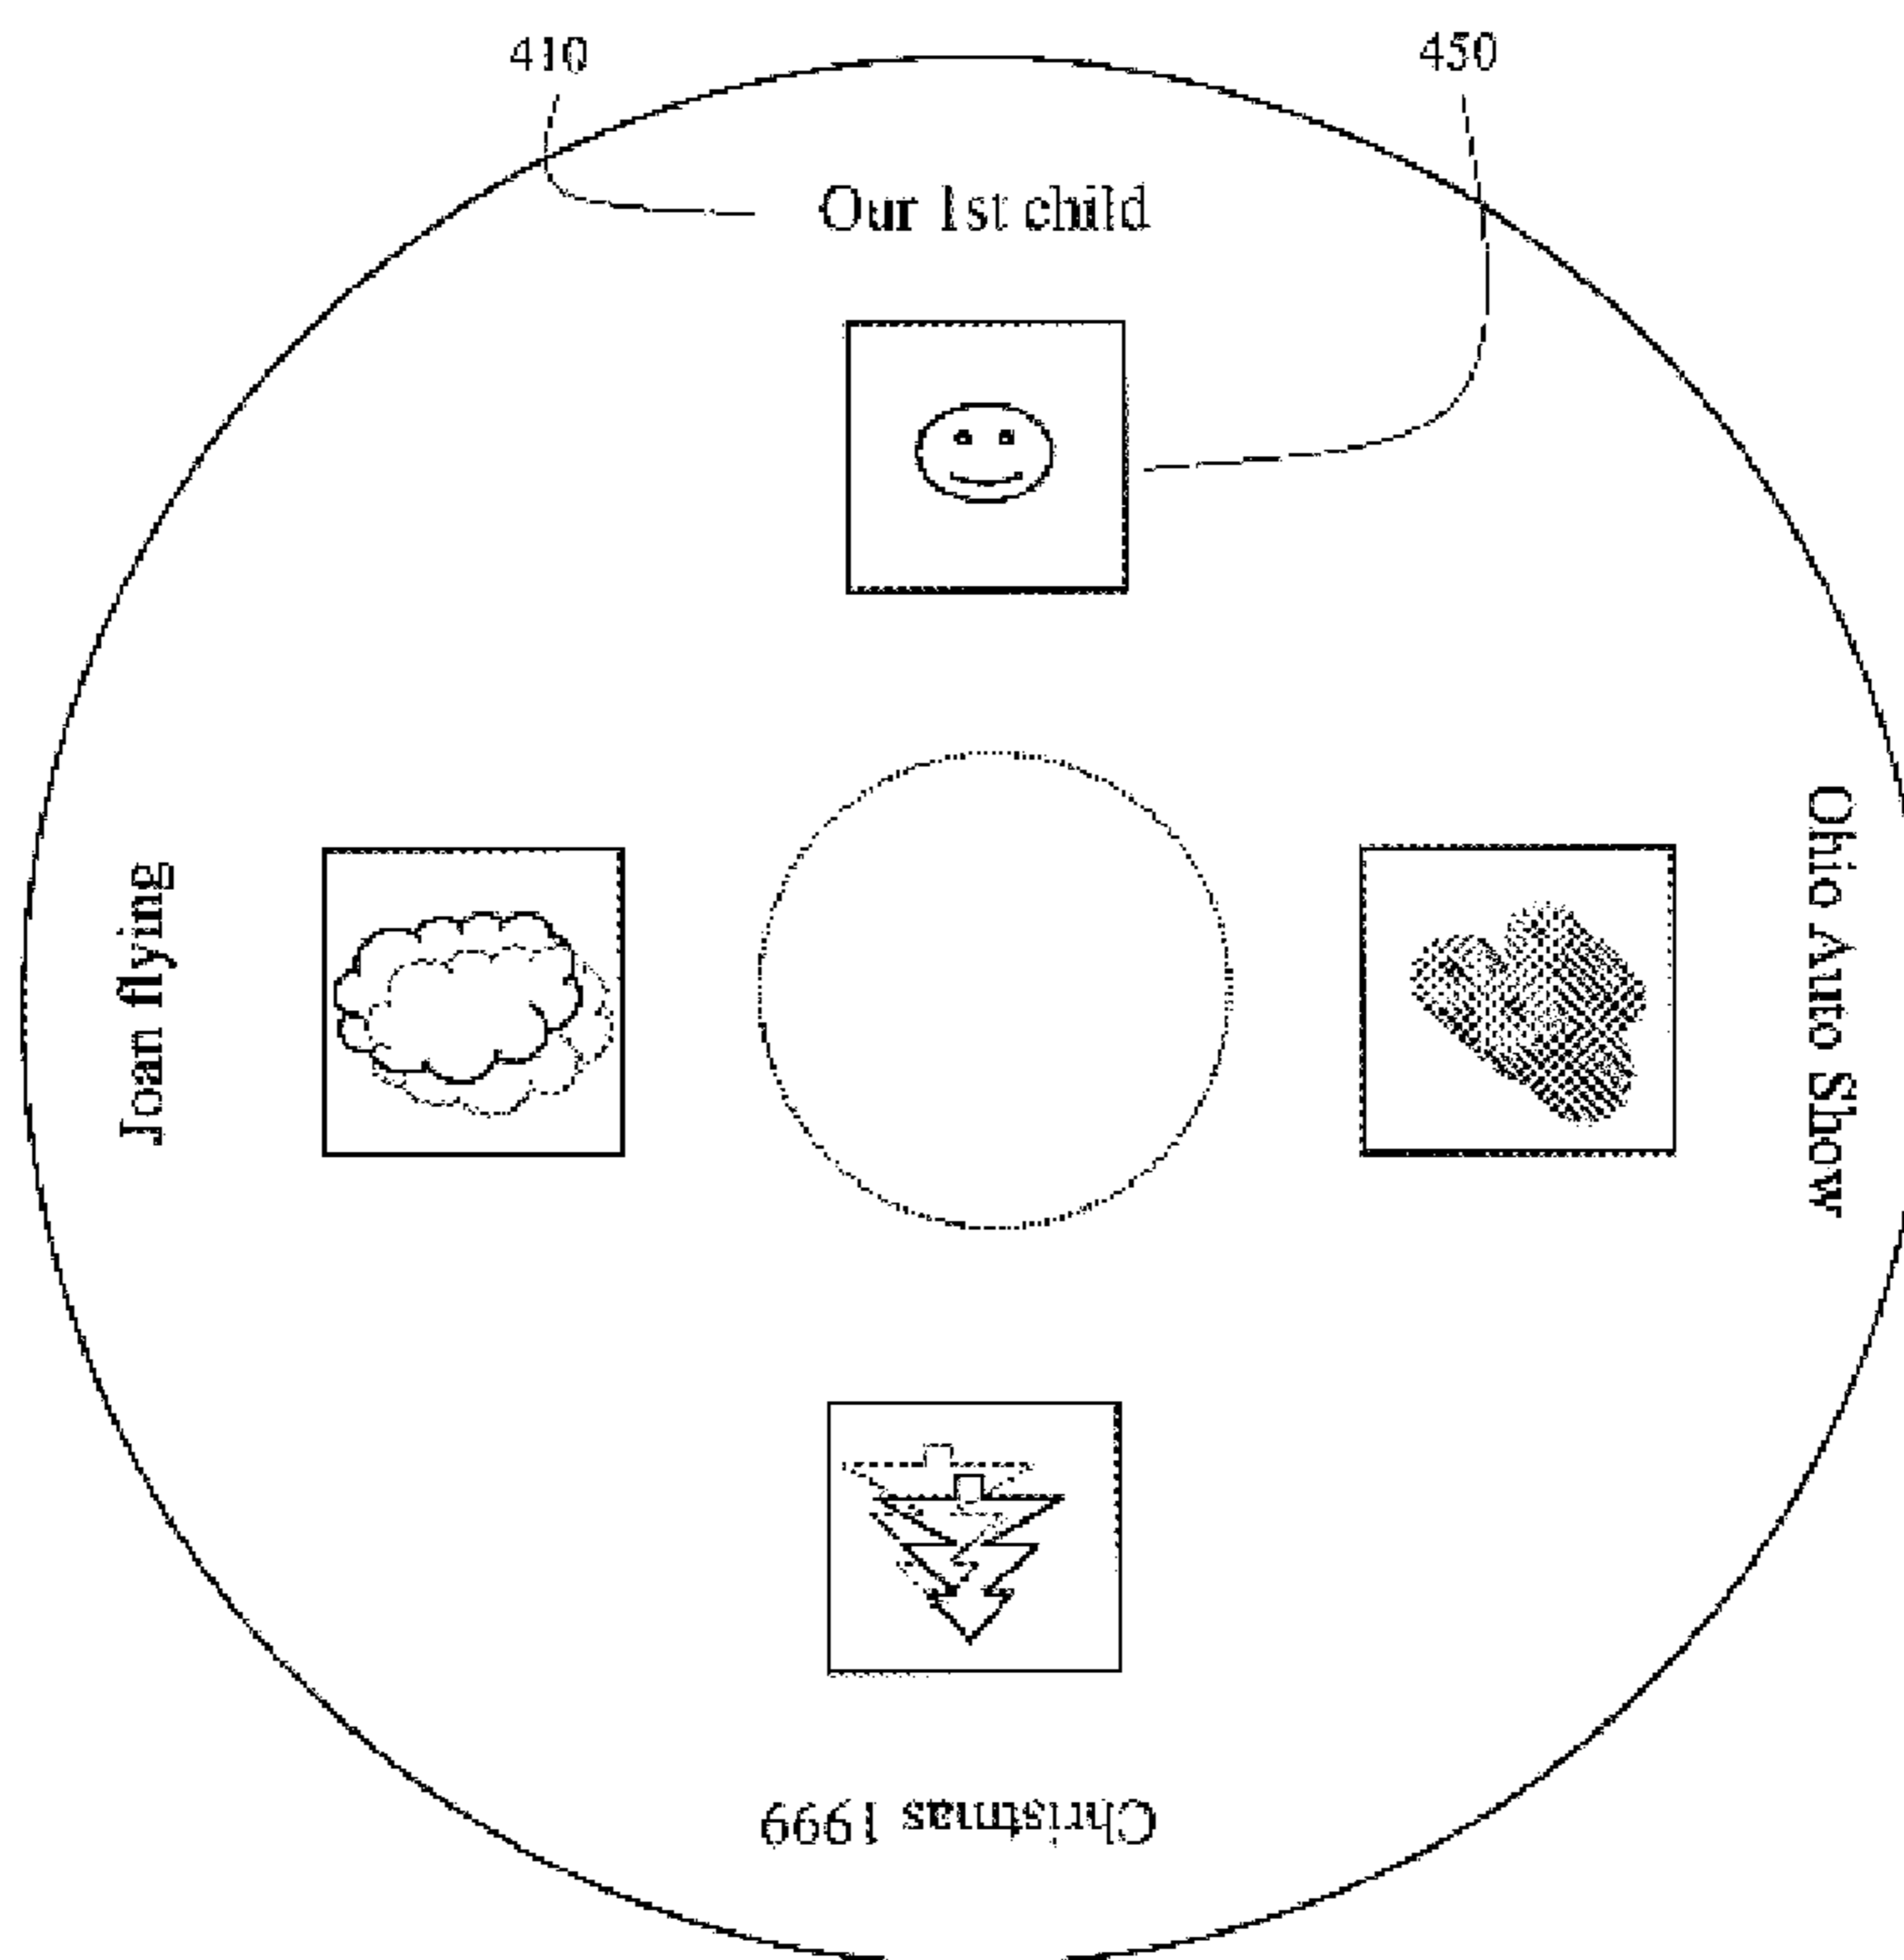 410
450
Our 1st child
Joan flying
Ohio Auto Show
Christmas 1999